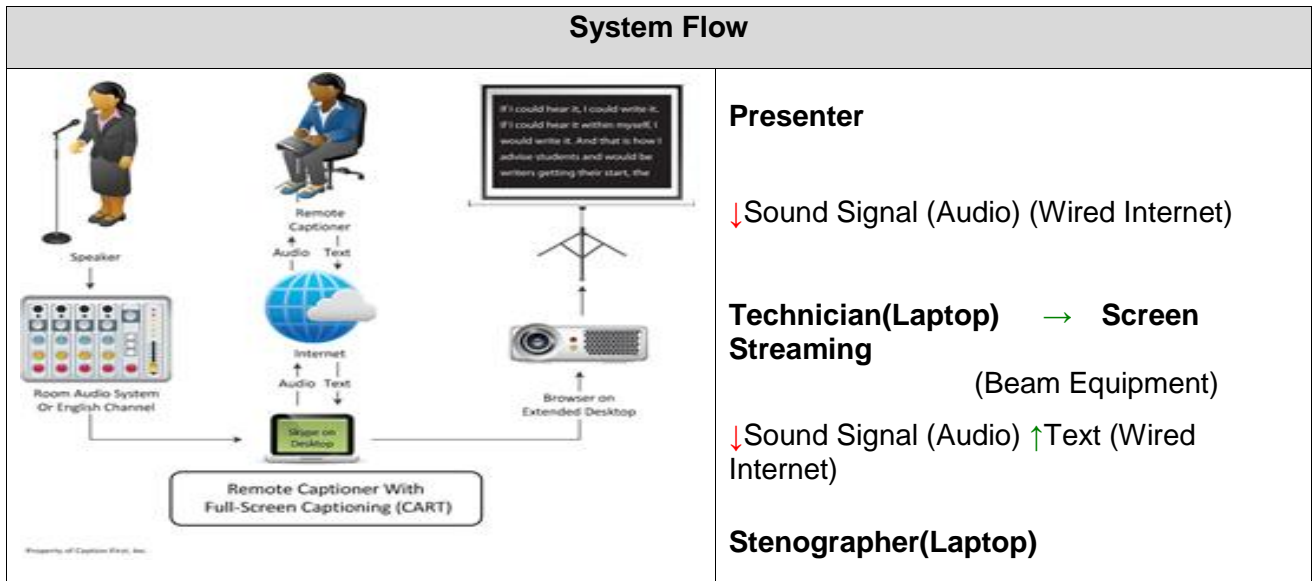 System Flow
If I could hear it, I could write it.
If I could hear it within myself, I
would write it. And that is how I
advise students and would be
writers getting their start, the
Remote
Captioner
Speaker
Audio Text
Internet
Audio Text
Room Audio System
Or English Channel
Skype on
Desktop
Browser on
Extended Desktop
Remote Captioner With
Full-Screen Captioning (CART)
Property of Caption First, Inc.
Presenter
↓Sound Signal (Audio) (Wired Internet)
Technician(Laptop) → Screen
Streaming
(Beam Equipment)
↓Sound Signal (Audio) ↑Text (Wired
Internet)
Stenographer(Laptop)